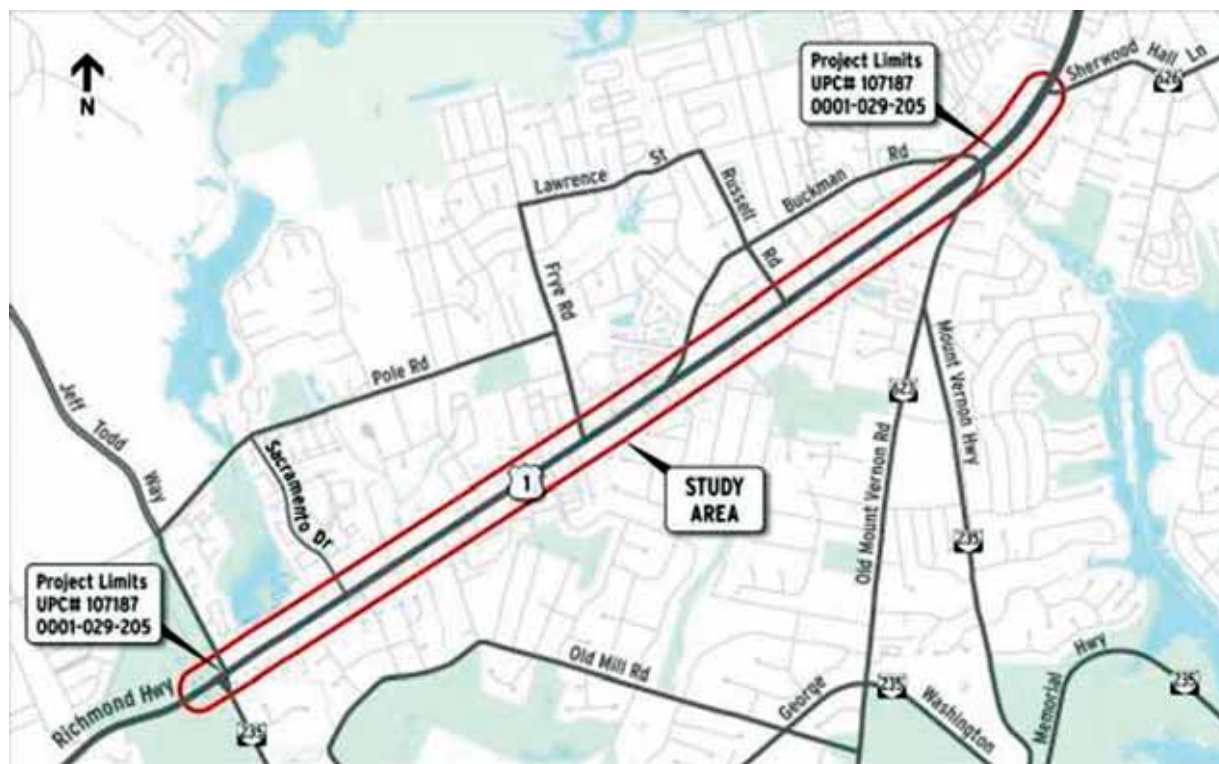 N
Project Limits
UPC# 107187
0001-029-205
Sherwood Hall Ln
626
Lawrence St
Russell Rd
Buckman Rd
Frye Rd
Pole Rd
Jeff Todd Way
Sacramento Dr
1
STUDY
AREA
623
Old Mount Vernon Rd
Mount Vernon Hwy
235
Project Limits
UPC# 107187
0001-029-205
Richmond Hwy
235
Old Mill Rd
George Washington
235
Memorial Hwy
235